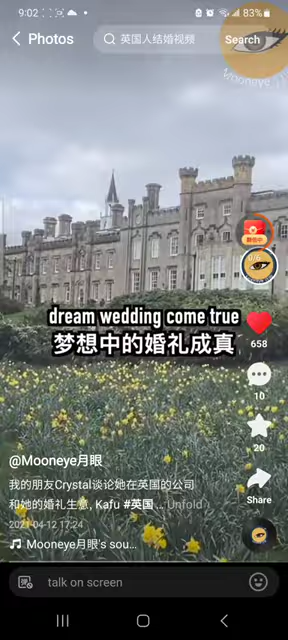 9:02
83%
Photos
英国人结婚视频
Search
Mooneye
dream wedding come true
梦想中的婚礼成真
658
10
20
Share
@Mooneye月眼
我的朋友Crystal谈论她在英国的公司
和她的婚礼生意, Kafu #英国 ... Unfold
2021-04-12 17:24
Mooneye月眼's sou...
弹
talk on screen